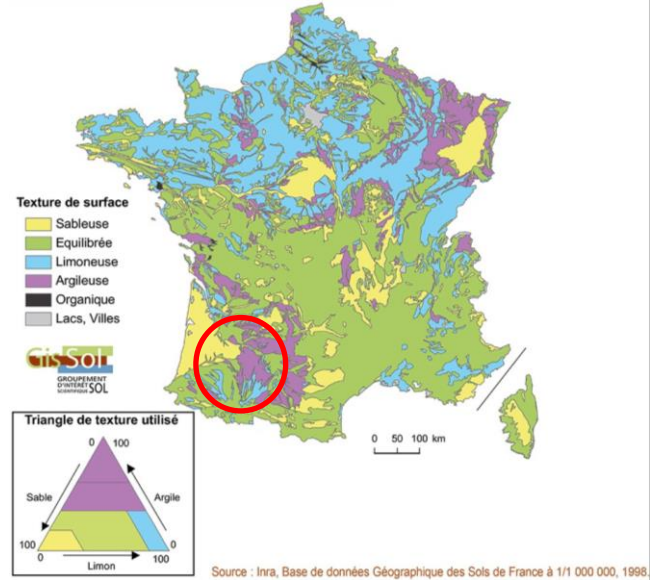 Texture de surface
Sableuse
Equilibrée
Limoneuse
Argileuse
Organique
Lacs, Villes
Gis Sol
GROUPEMENT
D'INTÉRÊT
SCIENTIFIQUE SOL
0 50 100 km
Triangle de texture utilisé
0 100
Sable Argile
100 0
0 Limon 100
Source : Inra, Base de données Géographique des Sols de France à 1/1 000 000, 1998.